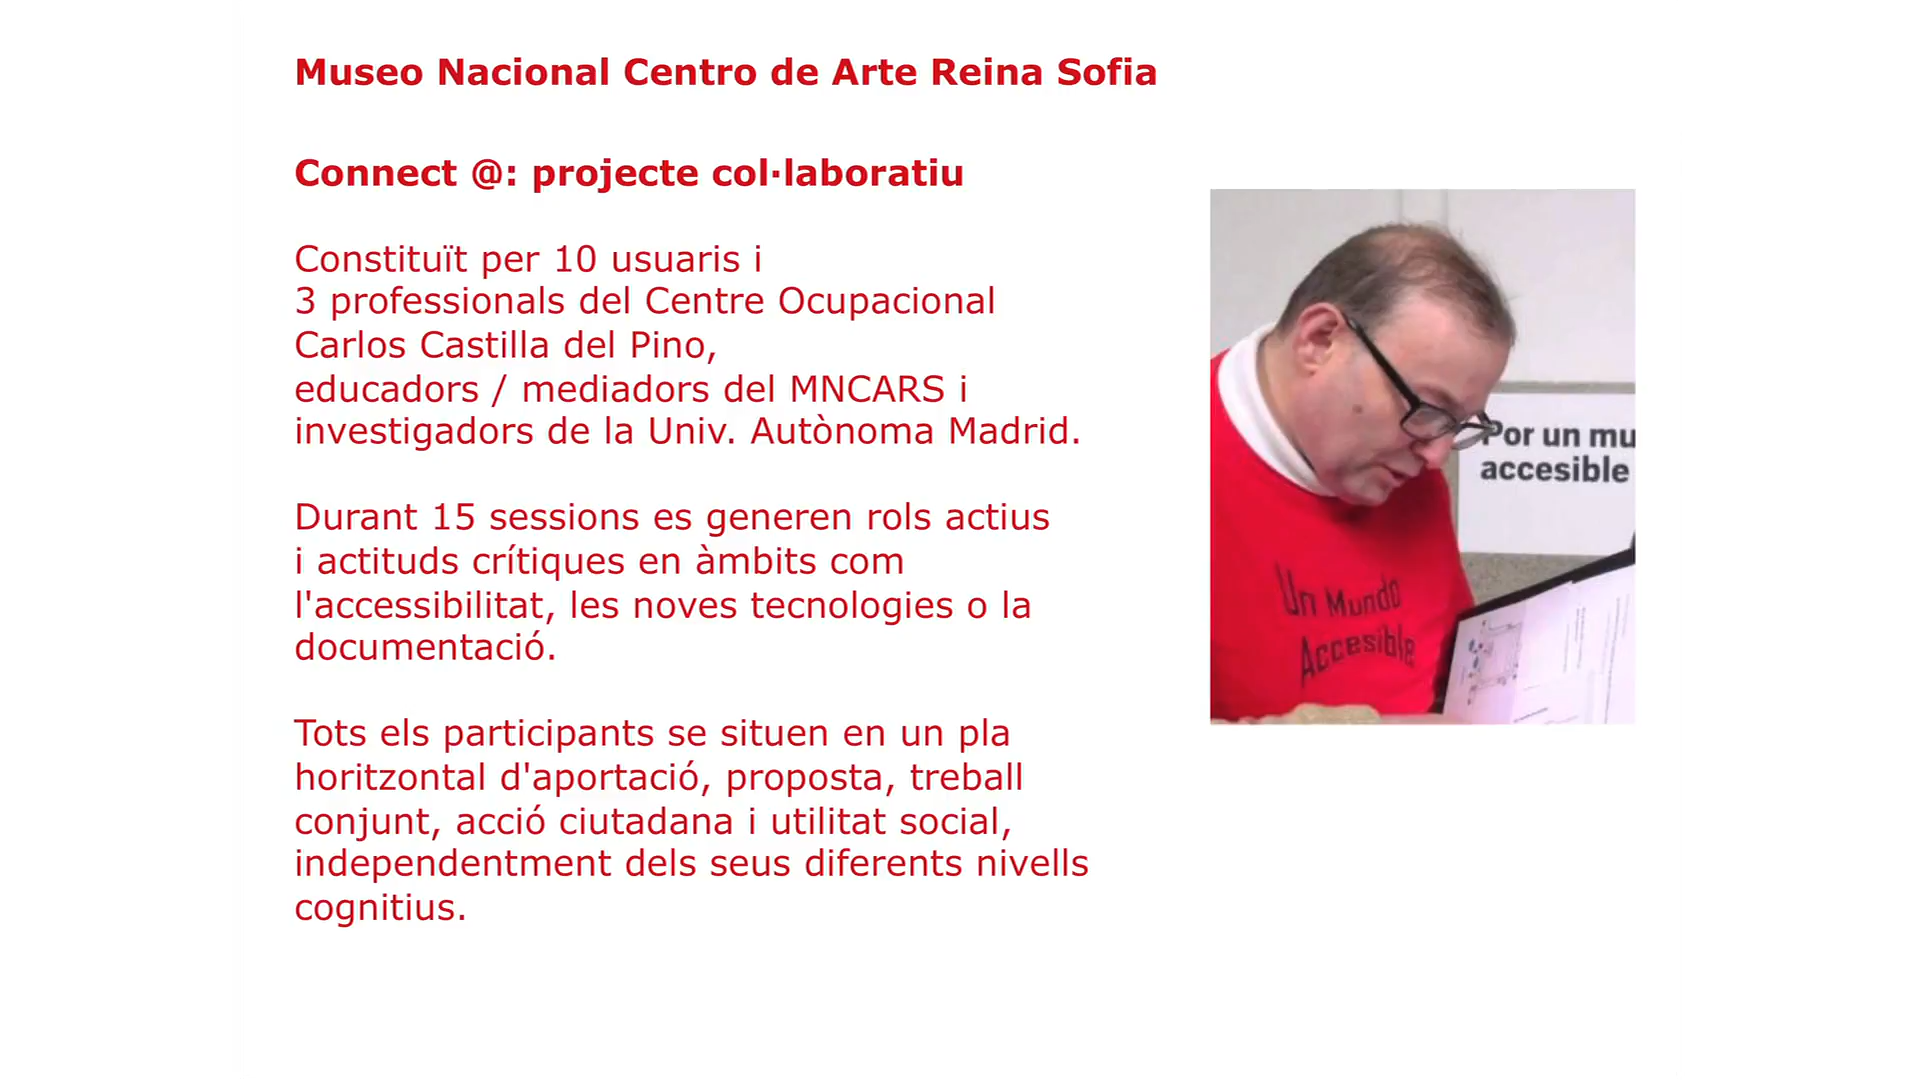 Museo Nacional Centro de Arte Reina Sofia
Connect @: projecte col·laboratiu
Constituït per 10 usuaris i
3 professionals del Centre Ocupacional
Carlos Castilla del Pino,
educadors / mediadors del MNCARS i
investigadors de la Univ. Autònoma Madrid.
Durant 15 sessions es generen rols actius
i actituds crítiques en àmbits com
l'accessibilitat, les noves tecnologies o la
documentació.
Tots els participants se situen en un pla
horitzontal d'aportació, proposta, treball
conjunt, acció ciutadana i utilitat social,
independentment dels seus diferents nivells
cognitius.
Por un mu
accesible
Un Mundo
Accesible